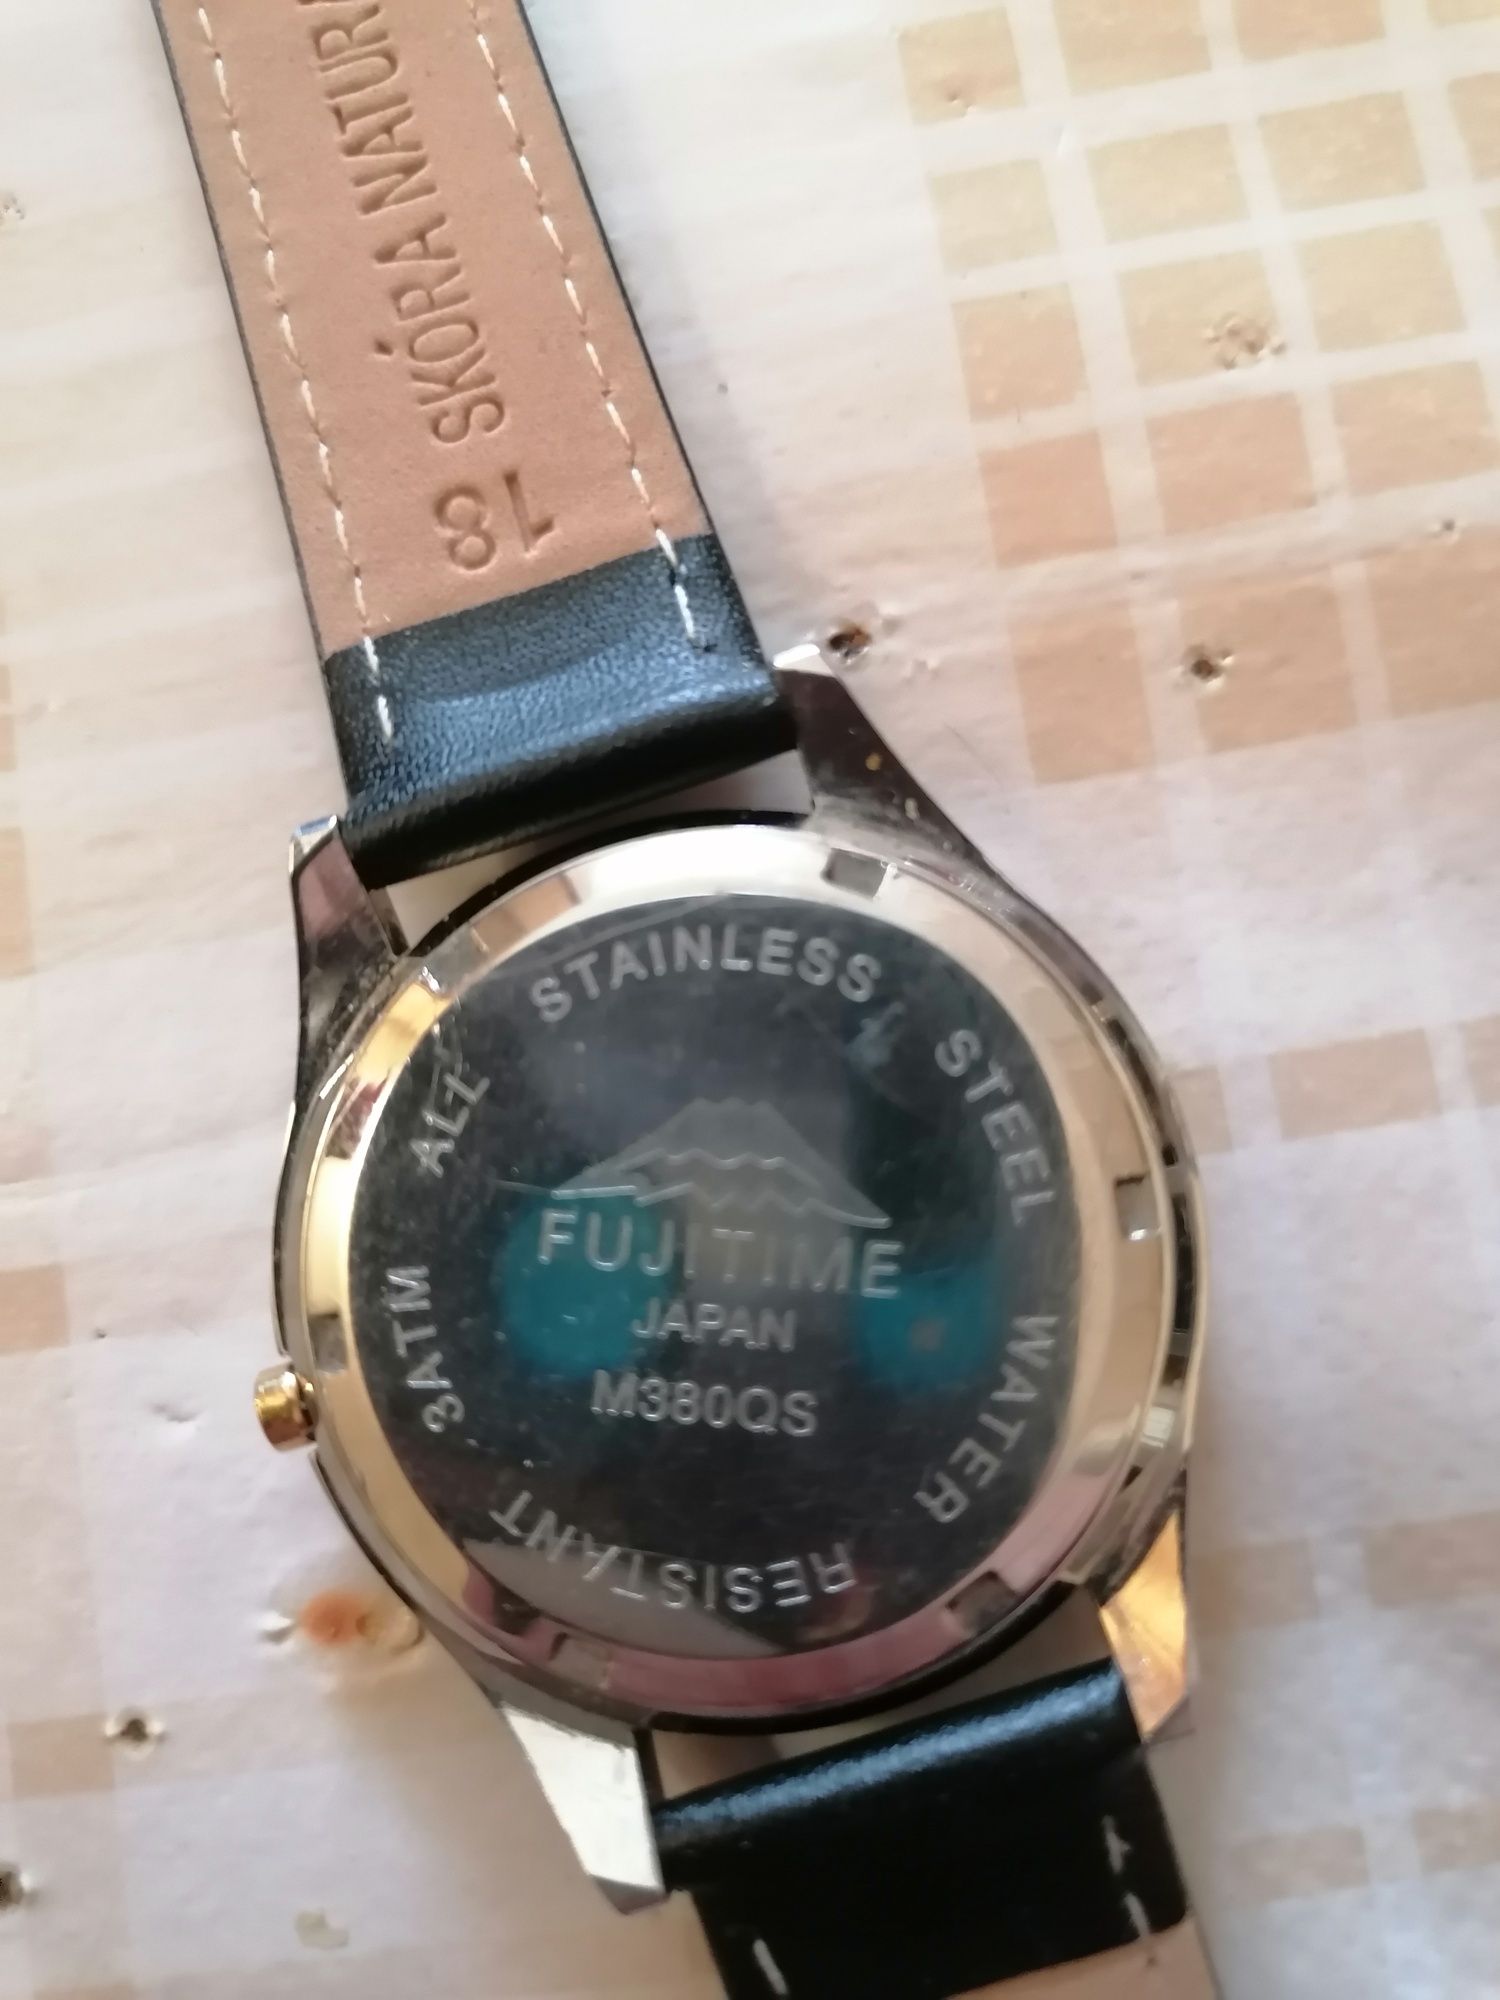 18
SKÓRA NATUR
ALL STAINLESS STEEL WATER RESISTANT 3ATM
FUJITIME
JAPAN
M380QS